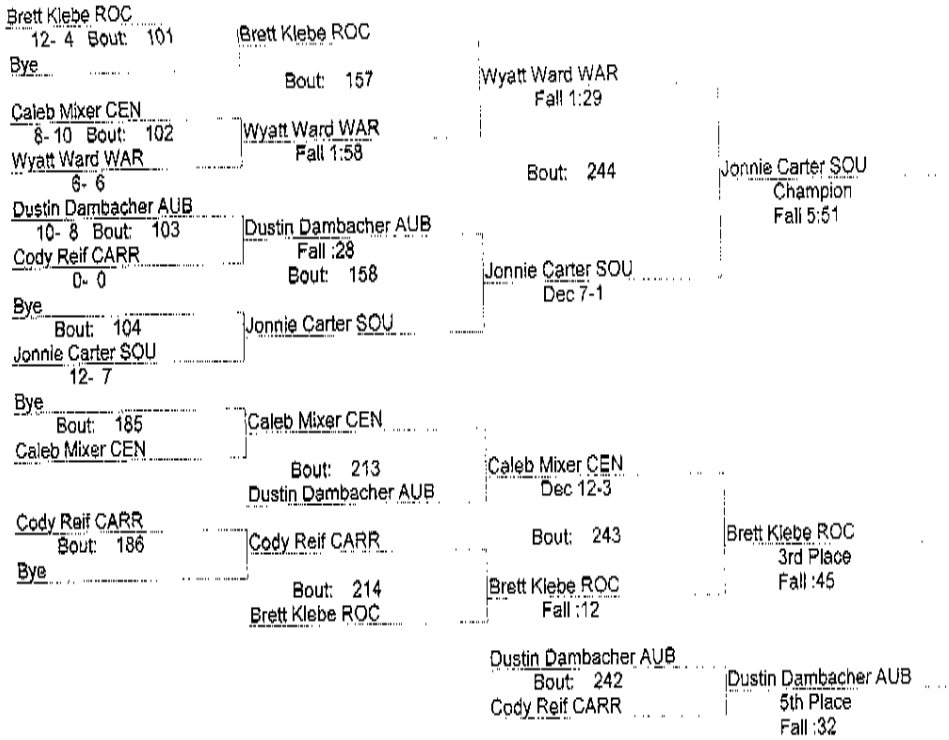 Brett Klebe ROC
12- 4 Bout: 101
Bye
Caleb Mixer CEN
8- 10 Bout: 102
Wyatt Ward WAR
6- 6
Dustin Dambacher AUB
10- 8 Bout: 103
Cody Reif CARR
0- 0
Bye
Bout: 104
Jonnie Carter SOU
12- 7
Brett Klebe ROC
Bout: 157
Wyatt Ward WAR
Fall 1:58
Dustin Dambacher AUB
Fall :28
Bout: 158
Jonnie Carter SOU
Wyatt Ward WAR
Fall 1:29
Bout: 244
Jonnie Carter SOU
Dec 7-1
Jonnie Carter SOU
Champion
Fall 5:51
Bye
Bout: 185
Caleb Mixer CEN
Cody Reif CARR
Bout: 186
Bye
Caleb Mixer CEN
Bout: 213
Dustin Dambacher AUB
Cody Reif CARR
Bout: 214
Brett Klebe ROC
Caleb Mixer CEN
Dec 12-3
Bout: 243
Brett Klebe ROC
Fall :12
Brett Klebe ROC
3rd Place
Fall :45
Dustin Dambacher AUB
Bout: 242
Cody Reif CARR
Dustin Dambacher AUB
5th Place
Fall :32